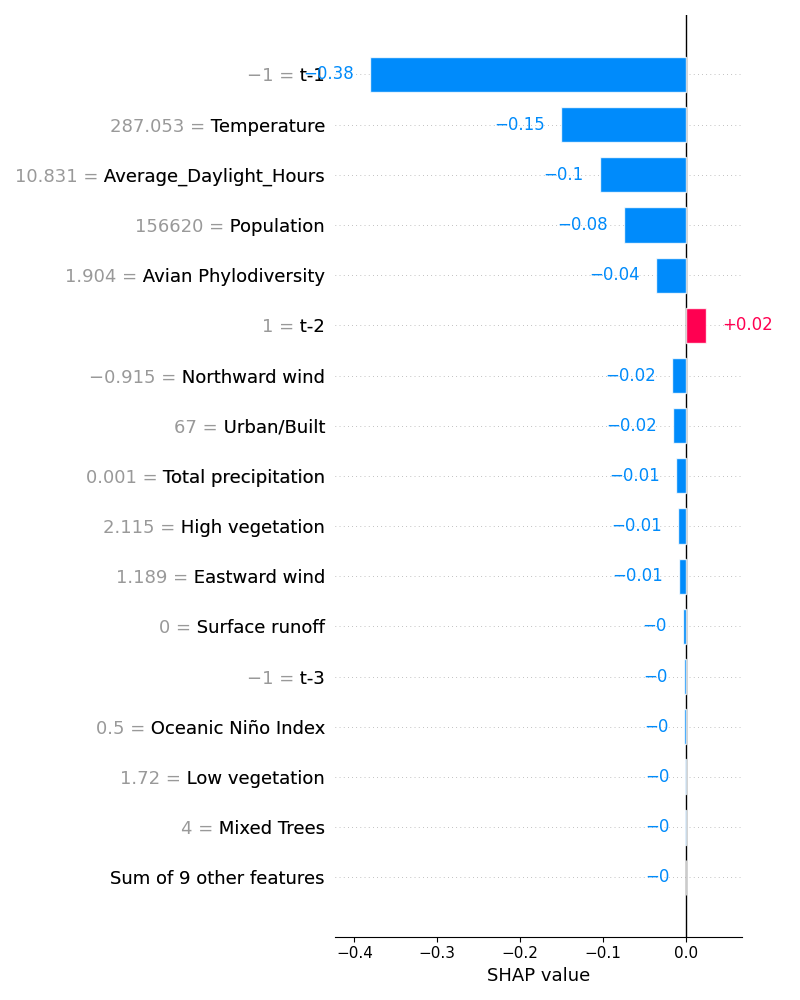 −1 = t-1 −0.38
287.053 = Temperature −0.15
10.831 = Average_Daylight_Hours −0.1
156620 = Population −0.08
1.904 = Avian Phylodiversity −0.04
1 = t-2 +0.02
−0.915 = Northward wind −0.02
67 = Urban/Built −0.02
0.001 = Total precipitation −0.01
2.115 = High vegetation −0.01
1.189 = Eastward wind −0.01
0 = Surface runoff −0
−1 = t-3 −0
0.5 = Oceanic Niño Index −0
1.72 = Low vegetation −0
4 = Mixed Trees −0
Sum of 9 other features −0
−0.4 −0.3 −0.2 −0.1 0.0
SHAP value